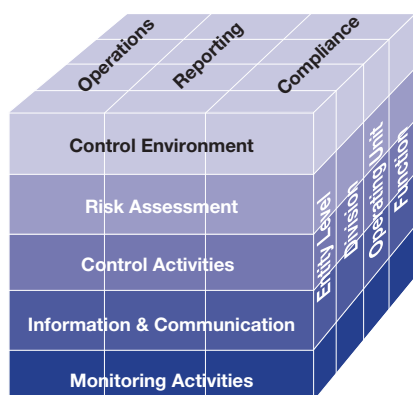 Operations
Reporting
Compliance
Control Environment
Risk Assessment
Control Activities
Information & Communication
Monitoring Activities
Entity Level
Division
Operating Unit
Function